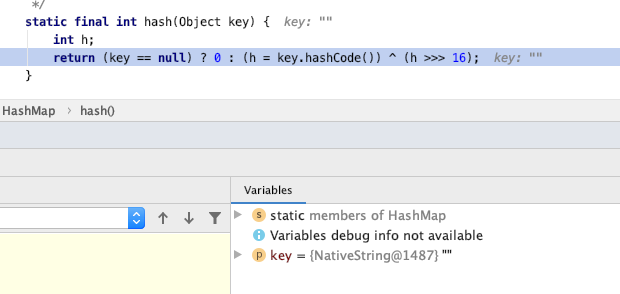 */
static final int hash(Object key) { key: ""
int h;
return (key == null) ? 0 : (h = key.hashCode()) ^ (h >>> 16); key: ""
}
HashMap › hash()
Variables
s static members of HashMap
i Variables debug info not available
p key = {NativeString@1487} ""